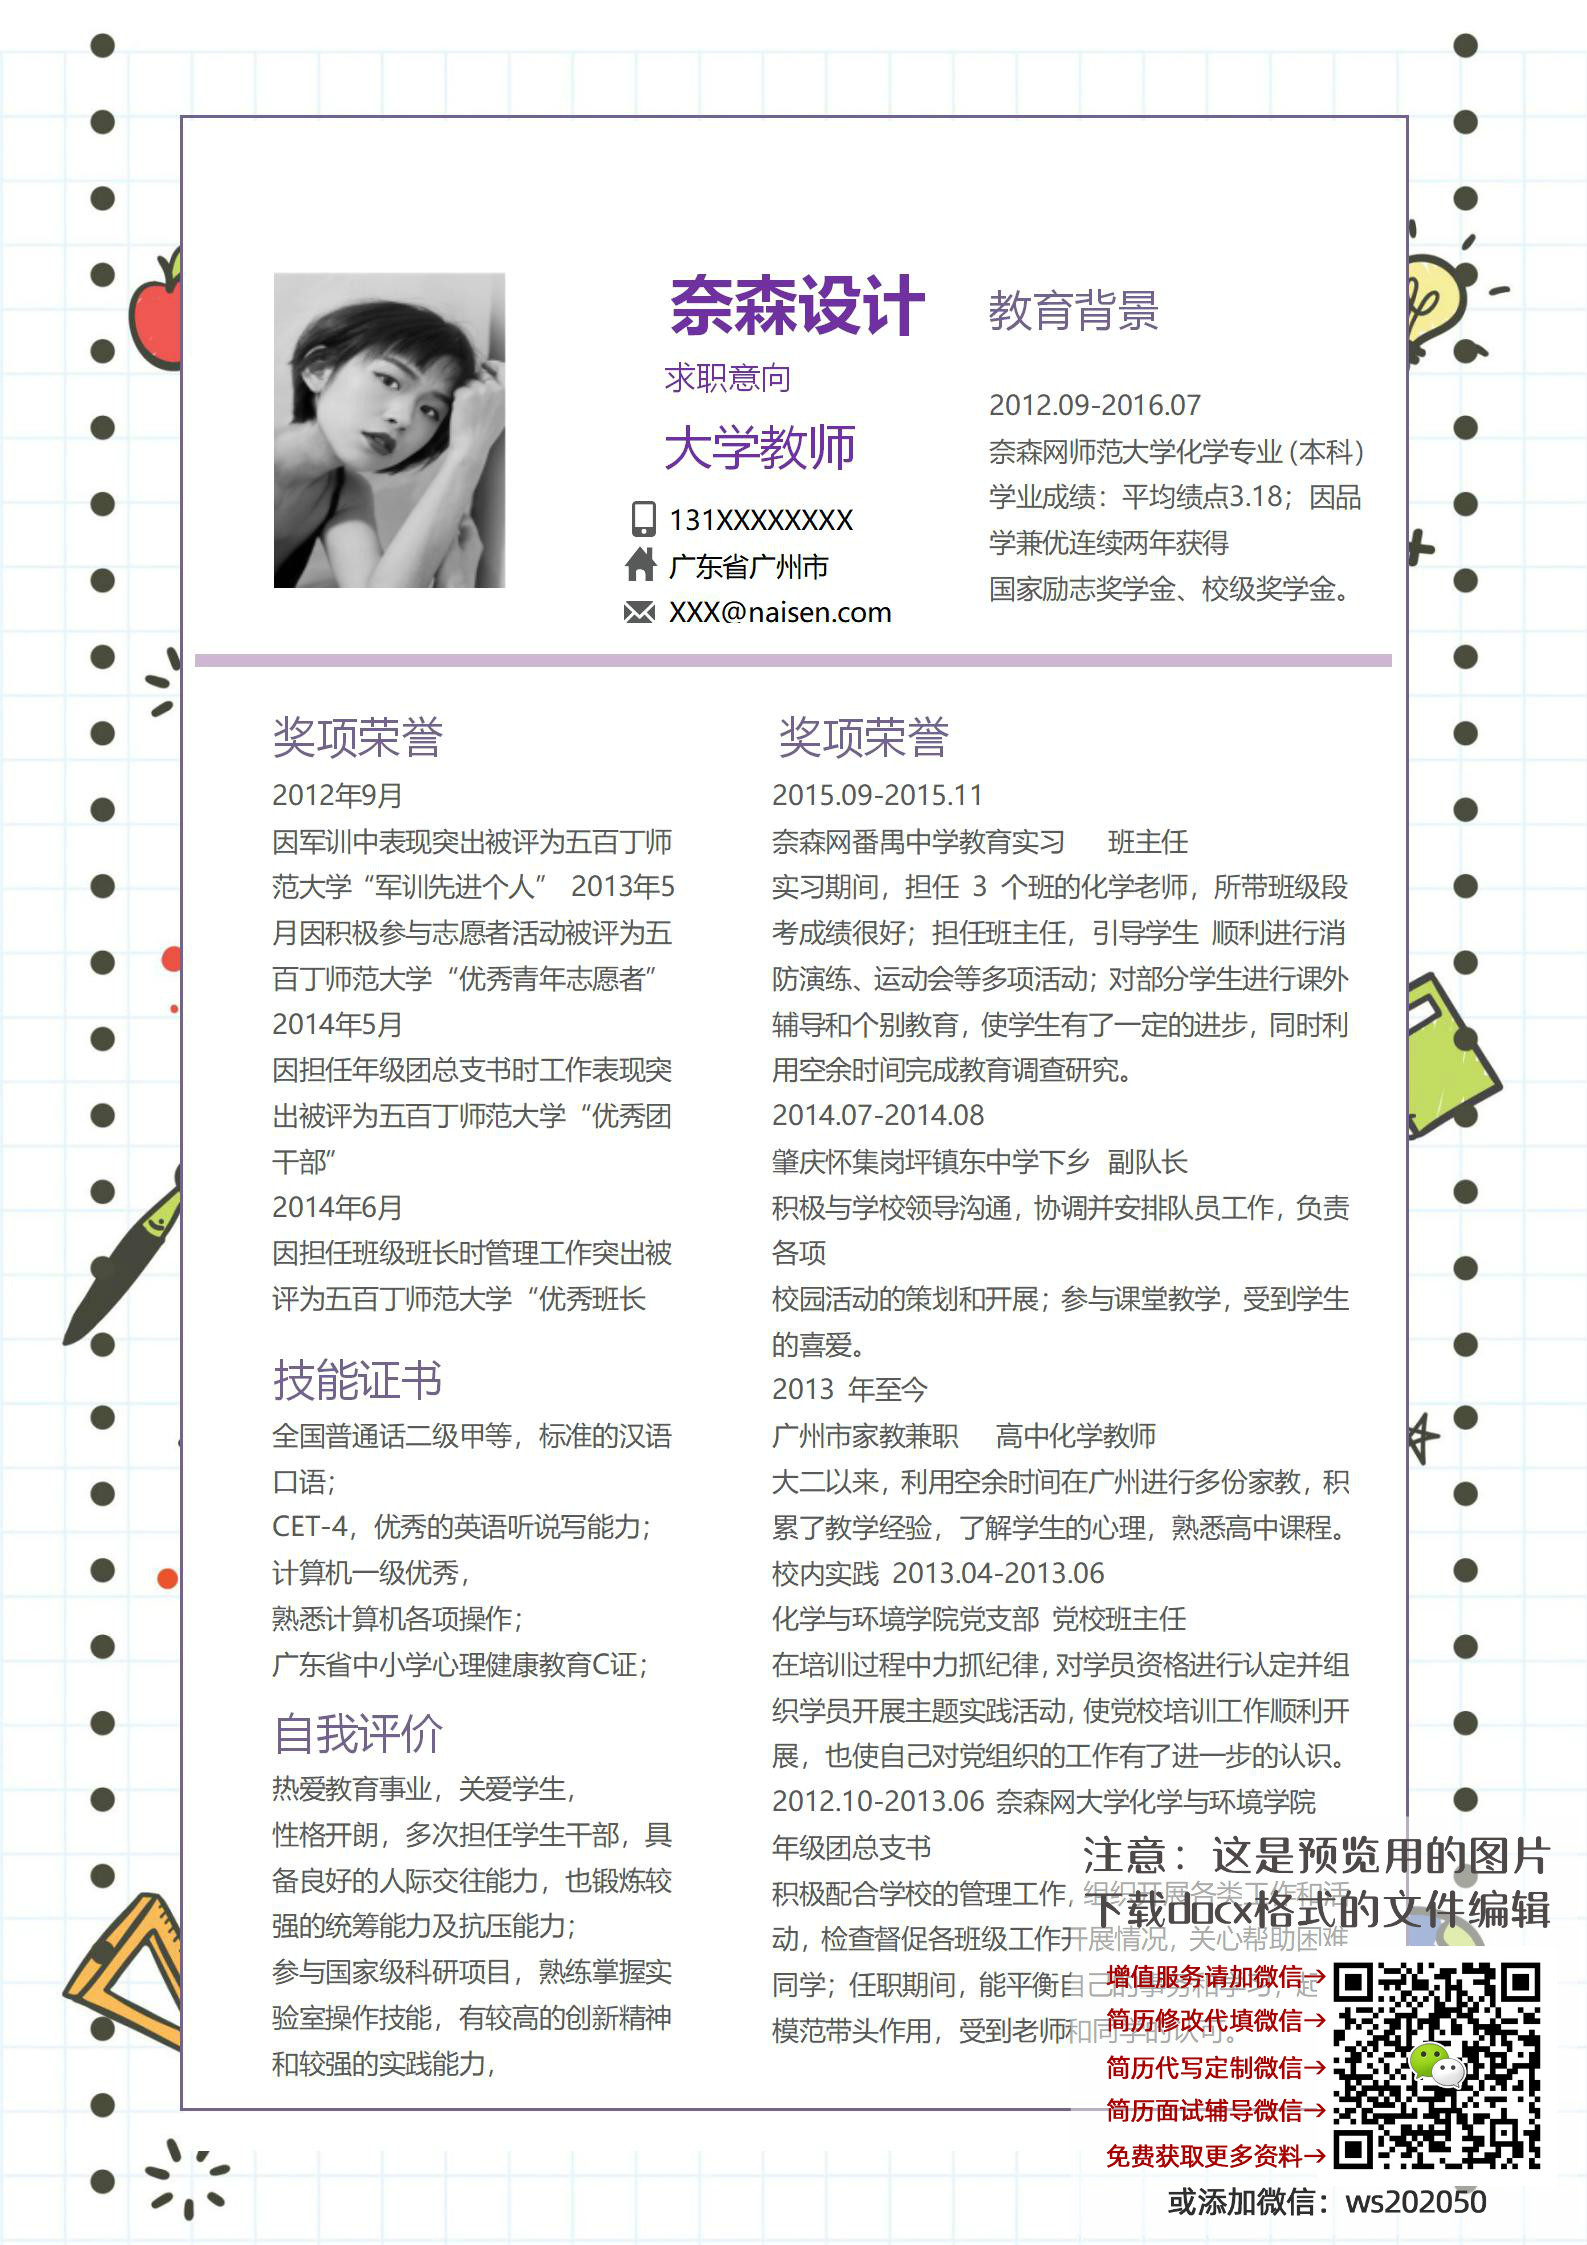 奈森设计
求职意向
大学教师
131XXXXXXXX
广东省广州市
XXX@naisen.com
教育背景
2012.09-2016.07
奈森网师范大学化学专业(本科)
学业成绩：平均绩点3.18；因品
学兼优连续两年获得
国家励志奖学金、校级奖学金。
奖项荣誉
2012年9月
因军训中表现突出被评为五百丁师
范大学“军训先进个人” 2013年5
月因积极参与志愿者活动被评为五
百丁师范大学“优秀青年志愿者”
2014年5月
因担任年级团总支书时工作表现突
出被评为五百丁师范大学“优秀团
干部”
2014年6月
因担任班级班长时管理工作突出被
评为五百丁师范大学“优秀班长
技能证书
全国普通话二级甲等，标准的汉语
口语；
CET-4，优秀的英语听说写能力；
计算机一级优秀，
熟悉计算机各项操作；
广东省中小学心理健康教育C证；
自我评价
热爱教育事业，关爱学生，
性格开朗，多次担任学生干部，具
备良好的人际交往能力，也锻炼较
强的统筹能力及抗压能力；
参与国家级科研项目，熟练掌握实
验室操作技能，有较高的创新精神
和较强的实践能力，
奖项荣誉
2015.09-2015.11
奈森网番禺中学教育实习 班主任
实习期间，担任 3 个班的化学老师，所带班级段
考成绩很好；担任班主任，引导学生 顺利进行消
防演练、运动会等多项活动；对部分学生进行课外
辅导和个别教育，使学生有了一定的进步，同时利
用空余时间完成教育调查研究。
2014.07-2014.08
肇庆怀集岗坪镇东中学下乡 副队长
积极与学校领导沟通，协调并安排队员工作，负责
各项
校园活动的策划和开展；参与课堂教学，受到学生
的喜爱。
2013 年至今
广州市家教兼职 高中化学教师
大二以来，利用空余时间在广州进行多份家教，积
累了教学经验，了解学生的心理，熟悉高中课程。
校内实践 2013.04-2013.06
化学与环境学院党支部 党校班主任
在培训过程中力抓纪律，对学员资格进行认定并组
织学员开展主题实践活动，使党校培训工作顺利开
展，也使自己对党组织的工作有了进一步的认识。
2012.10-2013.06 奈森网大学化学与环境学院
年级团总支书
积极配合学校的管理工作，组织开展各类工作和活
动，检查督促各班级工作开展情况，关心帮助困难
同学；任职期间，能平衡自己的事务和学习，起
模范带头作用，受到老师和同学的认可。
注意：这是预览用的图片
下载docx格式的文件编辑
增值服务请加微信→
简历修改代填微信→
简历代写定制微信→
简历面试辅导微信→
免费获取更多资料→
或添加微信：ws202050